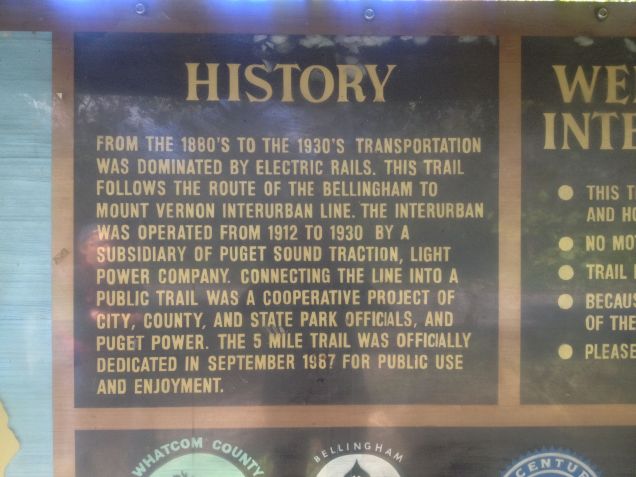 HISTORY
FROM THE 1880'S TO THE 1930'S TRANSPORTATION
WAS DOMINATED BY ELECTRIC RAILS. THIS TRAIL
FOLLOWS THE ROUTE OF THE BELLINGHAM TO
MOUNT VERNON INTERURBAN LINE. THE INTERURBAN
WAS OPERATED FROM 1912 TO 1930 BY A
SUBSIDIARY OF PUGET SOUND TRACTION, LIGHT
POWER COMPANY. CONNECTING THE LINE INTO A
PUBLIC TRAIL WAS A COOPERATIVE PROJECT OF
CITY, COUNTY, AND STATE PARK OFFICIALS, AND
PUGET POWER. THE 5 MILE TRAIL WAS OFFICIALLY
DEDICATED IN SEPTEMBER 1987 FOR PUBLIC USE
AND ENJOYMENT.
WEL
INTE
● THIS T
AND HO
● NO MOT
● TRAIL
● BECAUS
OF THE
● PLEASE
WHATCOM COUNTY
BELLINGHAM
CENTUR